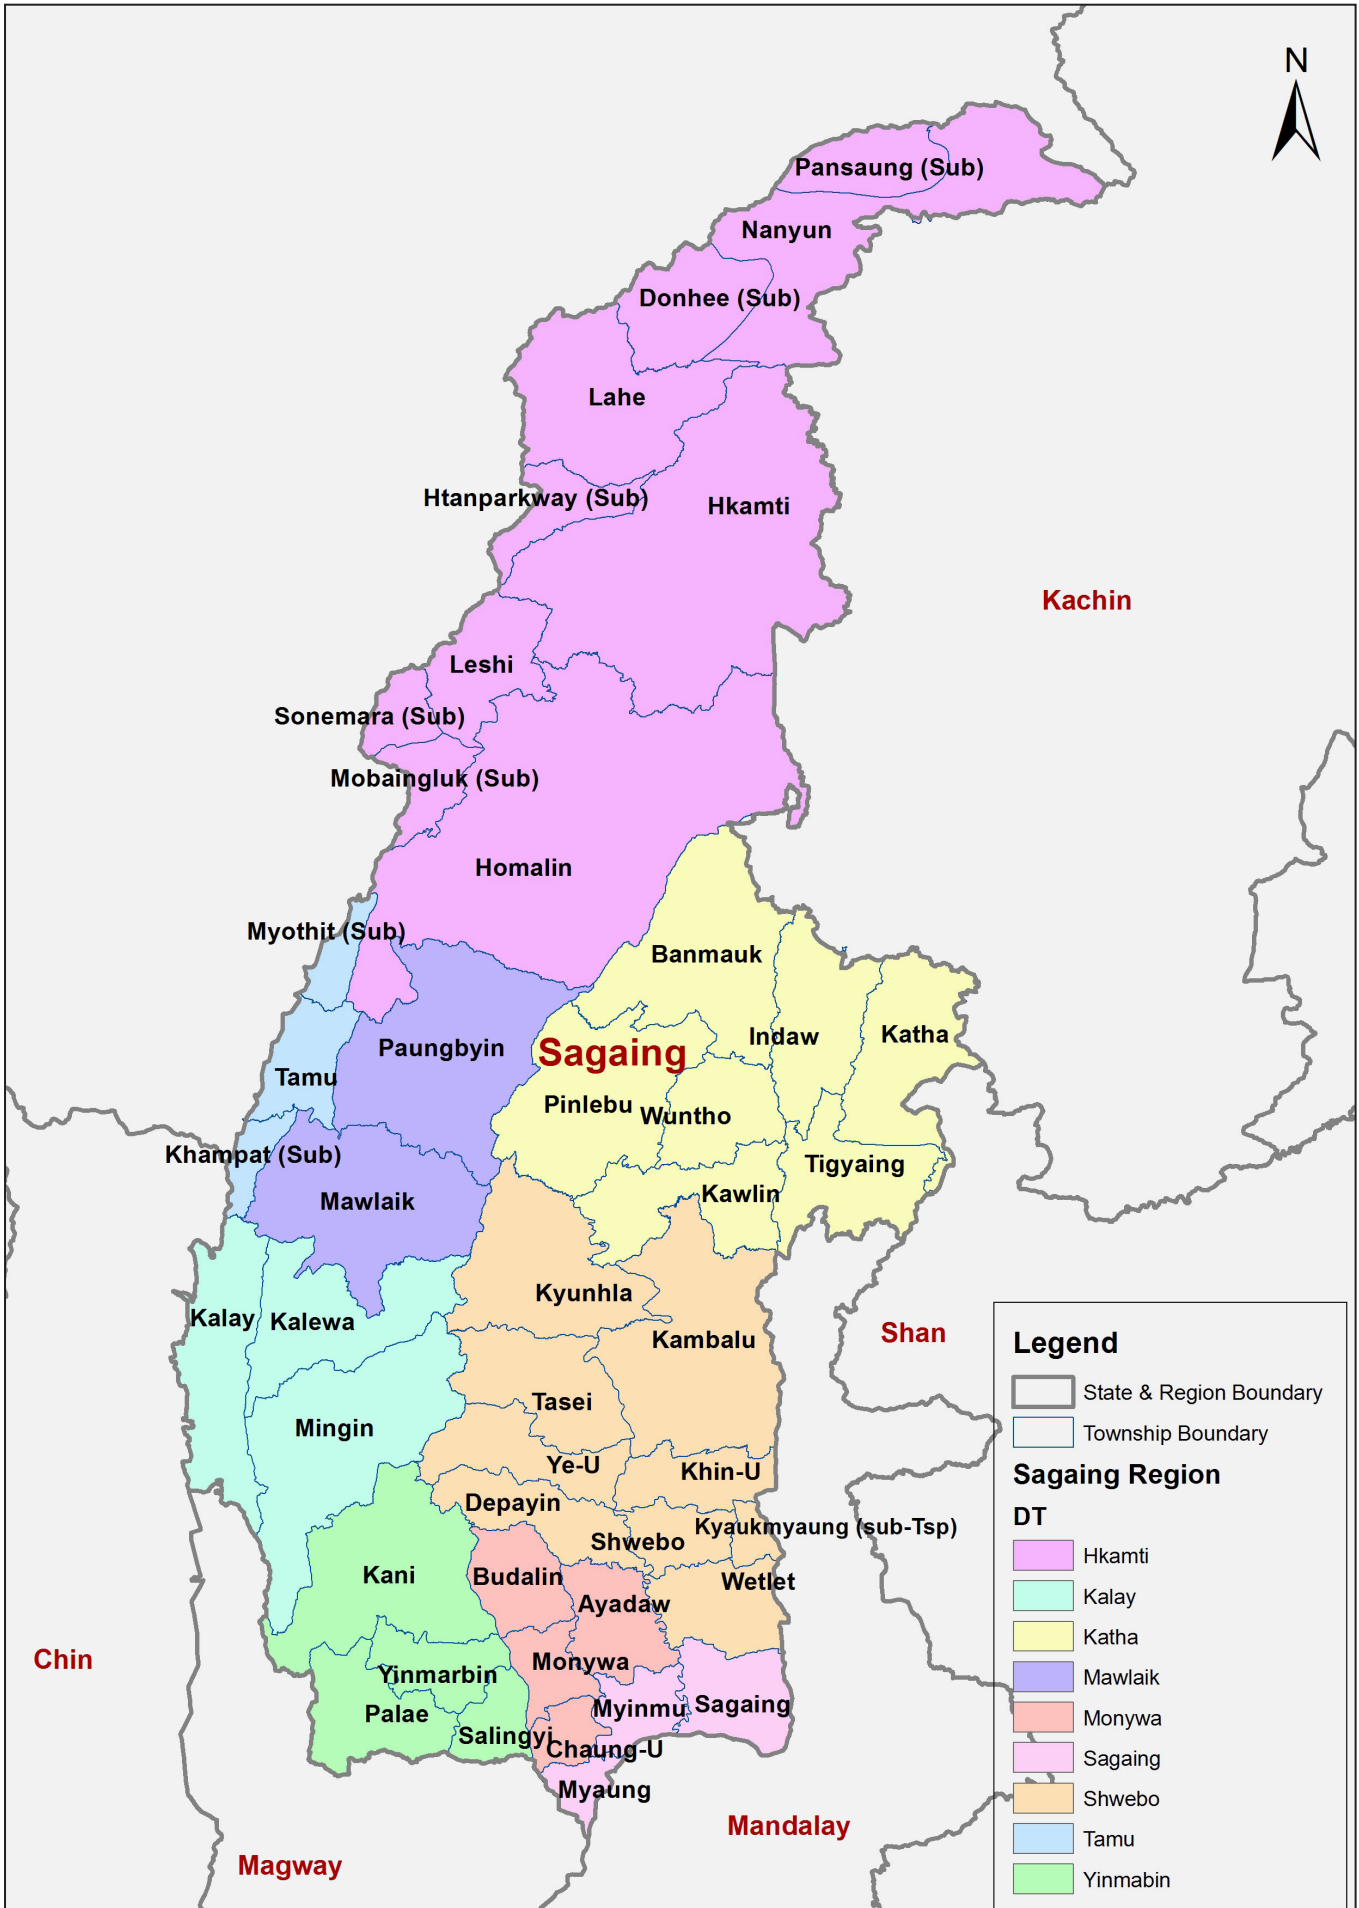 N
Pansaung (Sub)
Nanyun
Donhee (Sub)
Lahe
Htanparkway (Sub)
Hkamti
Kachin
Leshi
Sonemara (Sub)
Mobaingluk (Sub)
Homalin
Myothit (Sub)
Banmauk
Indaw
Katha
Paungbyin
Sagaing
Tamu
Pinlebu
Wuntho
Khampat (Sub)
Tigyaing
Mawlaik
Kawlin
Kyunhla
Kalay
Kalewa
Kambalu
Shan
Tasei
Mingin
Ye-U
Khin-U
Depayin
Shwebo
Kyaukmyaung (sub-Tsp)
Kani
Budalin
Wetlet
Ayadaw
Chin
Monywa
Yinmarbin
Palae
Myinmu
Sagaing
Salingyi
Chaung-U
Myaung
Mandalay
Magway
Legend
State & Region Boundary
Township Boundary
Sagaing Region
DT
Hkamti
Kalay
Katha
Mawlaik
Monywa
Sagaing
Shwebo
Tamu
Yinmabin